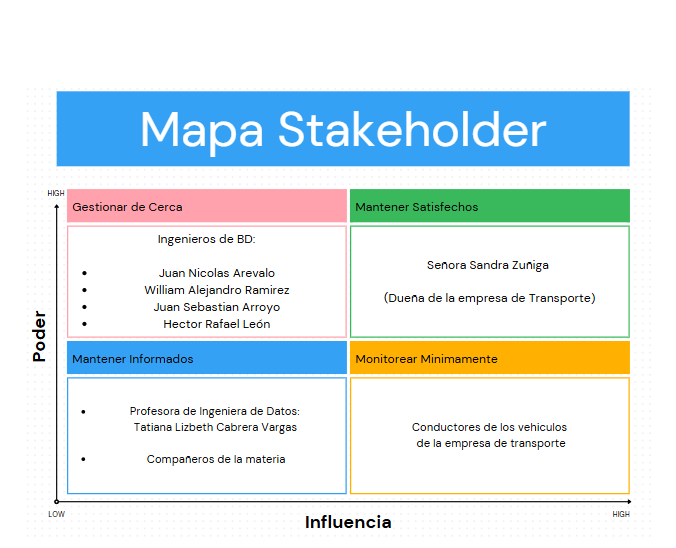 Mapa Stakeholder
HIGH
Gestionar de Cerca
Mantener Satisfechos
Ingenieros de BD:
• Juan Nicolas Arevalo
• William Alejandro Ramirez
• Juan Sebastian Arroyo
• Hector Rafael León
Señora Sandra Zuñiga
(Dueña de la empresa de Transporte)
Poder
Mantener Informados
Monitorear Minimamente
• Profesora de Ingeniera de Datos:
Tatiana Lizbeth Cabrera Vargas
• Compañeros de la materia
Conductores de los vehiculos
de la empresa de transporte
LOW
Influencia
HIGH